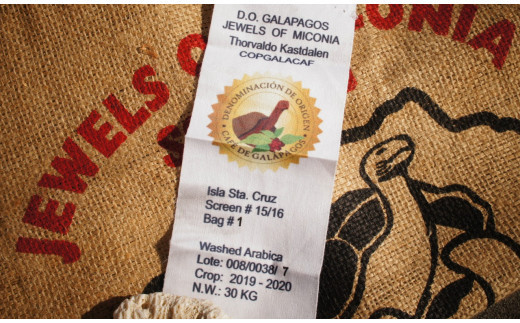 JEWELS O
CONIA
D.O. GALAPAGOS
JEWELS OF MICONIA
Thorvaldo Kastdalen
COPGALACAF
DENOMINACIÓN DE ORIGEN
CAFÉ DE GALÁPAGOS
Isla Sta. Cruz
Screen # 15/16
Bag # 1
Washed Arabica
Lote: 008/0038/ 7
Crop: 2019 - 2020
N.W.: 30 KG